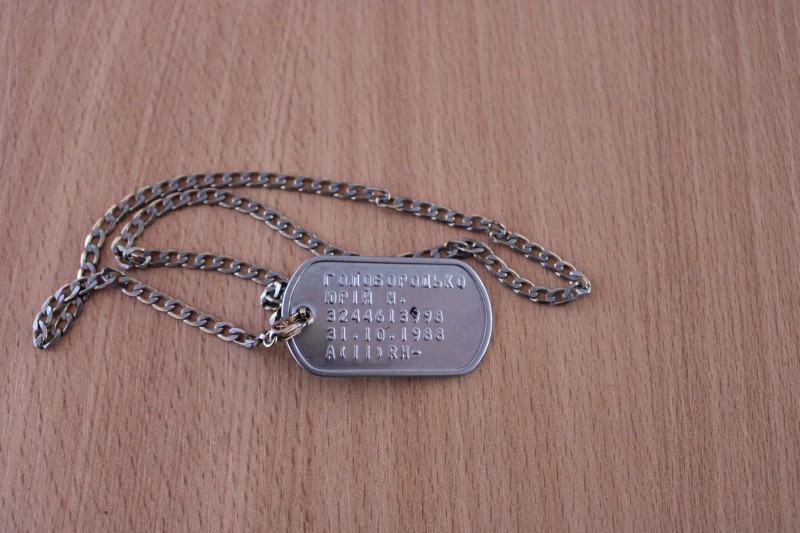 ГОЛОБОРОДЬКО
ЮРІЙ М.
3244613998
31.10.1988
А(II)RH-